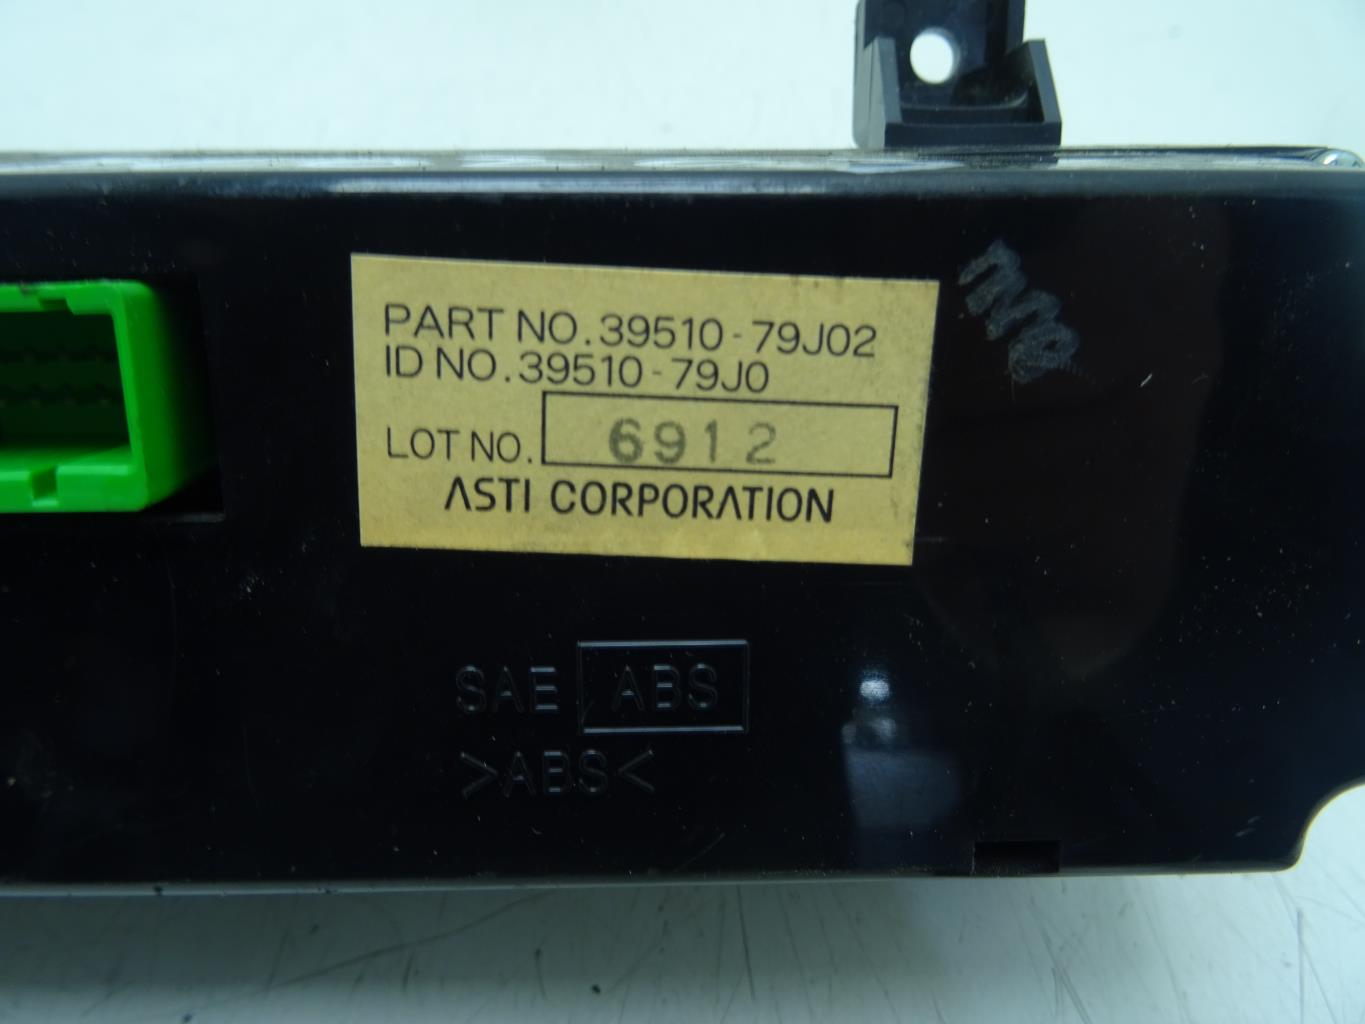 PART NO. 39510-79J02
ID NO. 39510-79J0
LOT NO. 6912
ASTI CORPORATION
SAE ABS
>ABS<